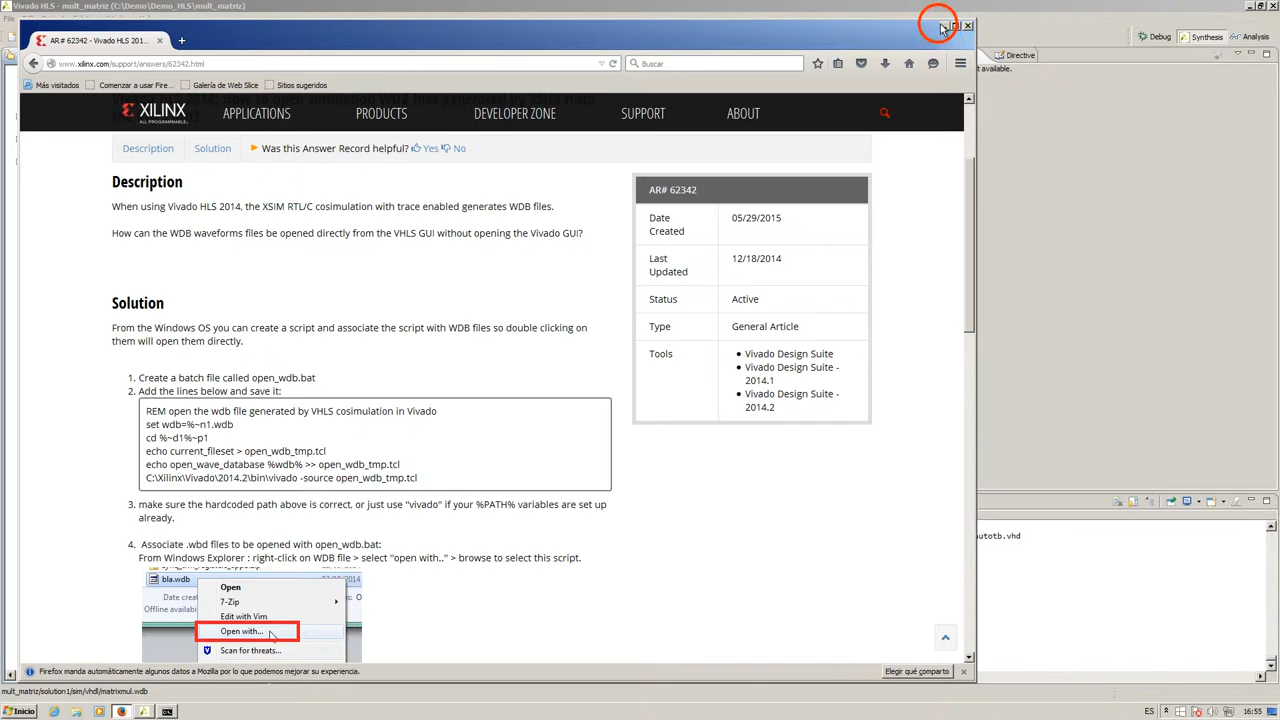 Vivado HLS - mult_matriz (C:\Demo\Demo_HLS\mult_matriz)
File
Debug
Synthesis
Analysis
AR# 62342 - Vivado HLS 201...
www.xilinx.com/support/answers/62342.html
Buscar
Directive
t available.
Más visitados
Comenzar a usar Fire...
Galería de Web Slice
Sitios sugeridos
XILINX
ALL PROGRAMMABLE.
APPLICATIONS
PRODUCTS
DEVELOPER ZONE
SUPPORT
ABOUT
Description
Solution
Was this Answer Record helpful?
Yes
No
Description
When using Vivado HLS 2014, the XSIM RTL/C cosimulation with trace enabled generates WDB files.
How can the WDB waveforms files be opened directly from the VHLS GUI without opening the Vivado GUI?
AR# 62342
Date Created 05/29/2015
Last Updated 12/18/2014
Status Active
Type General Article
Tools
• Vivado Design Suite
• Vivado Design Suite - 2014.1
• Vivado Design Suite - 2014.2
Solution
From the Windows OS you can create a script and associate the script with WDB files so double clicking on
them will open them directly.
1. Create a batch file called open_wdb.bat
2. Add the lines below and save it:
REM open the wdb file generated by VHLS cosimulation in Vivado
set wdb=%~n1.wdb
cd %~d1%~p1
echo current_fileset > open_wdb_tmp.tcl
echo open_wave_database %wdb% >> open_wdb_tmp.tcl
C:\Xilinx\Vivado\2014.2\bin\vivado -source open_wdb_tmp.tcl
3. make sure the hardcoded path above is correct, or just use "vivado" if your %PATH% variables are set up
already.
4. Associate .wbd files to be opened with open_wdb.bat:
From Windows Explorer : right-click on WDB file > select "open with.." > browse to select this script.
bla.wdb
Date crea
Offline availabi
Open
7-Zip
Edit with Vim
Open with...
Scan for threats...
autotb.vhd
Firefox manda automáticamente algunos datos a Mozilla por lo que podemos mejorar su experiencia.
Elegir qué comparto
mult_matriz/solution1/sim/vhdl/matrixmul.wdb
Inicio
ES
16:55